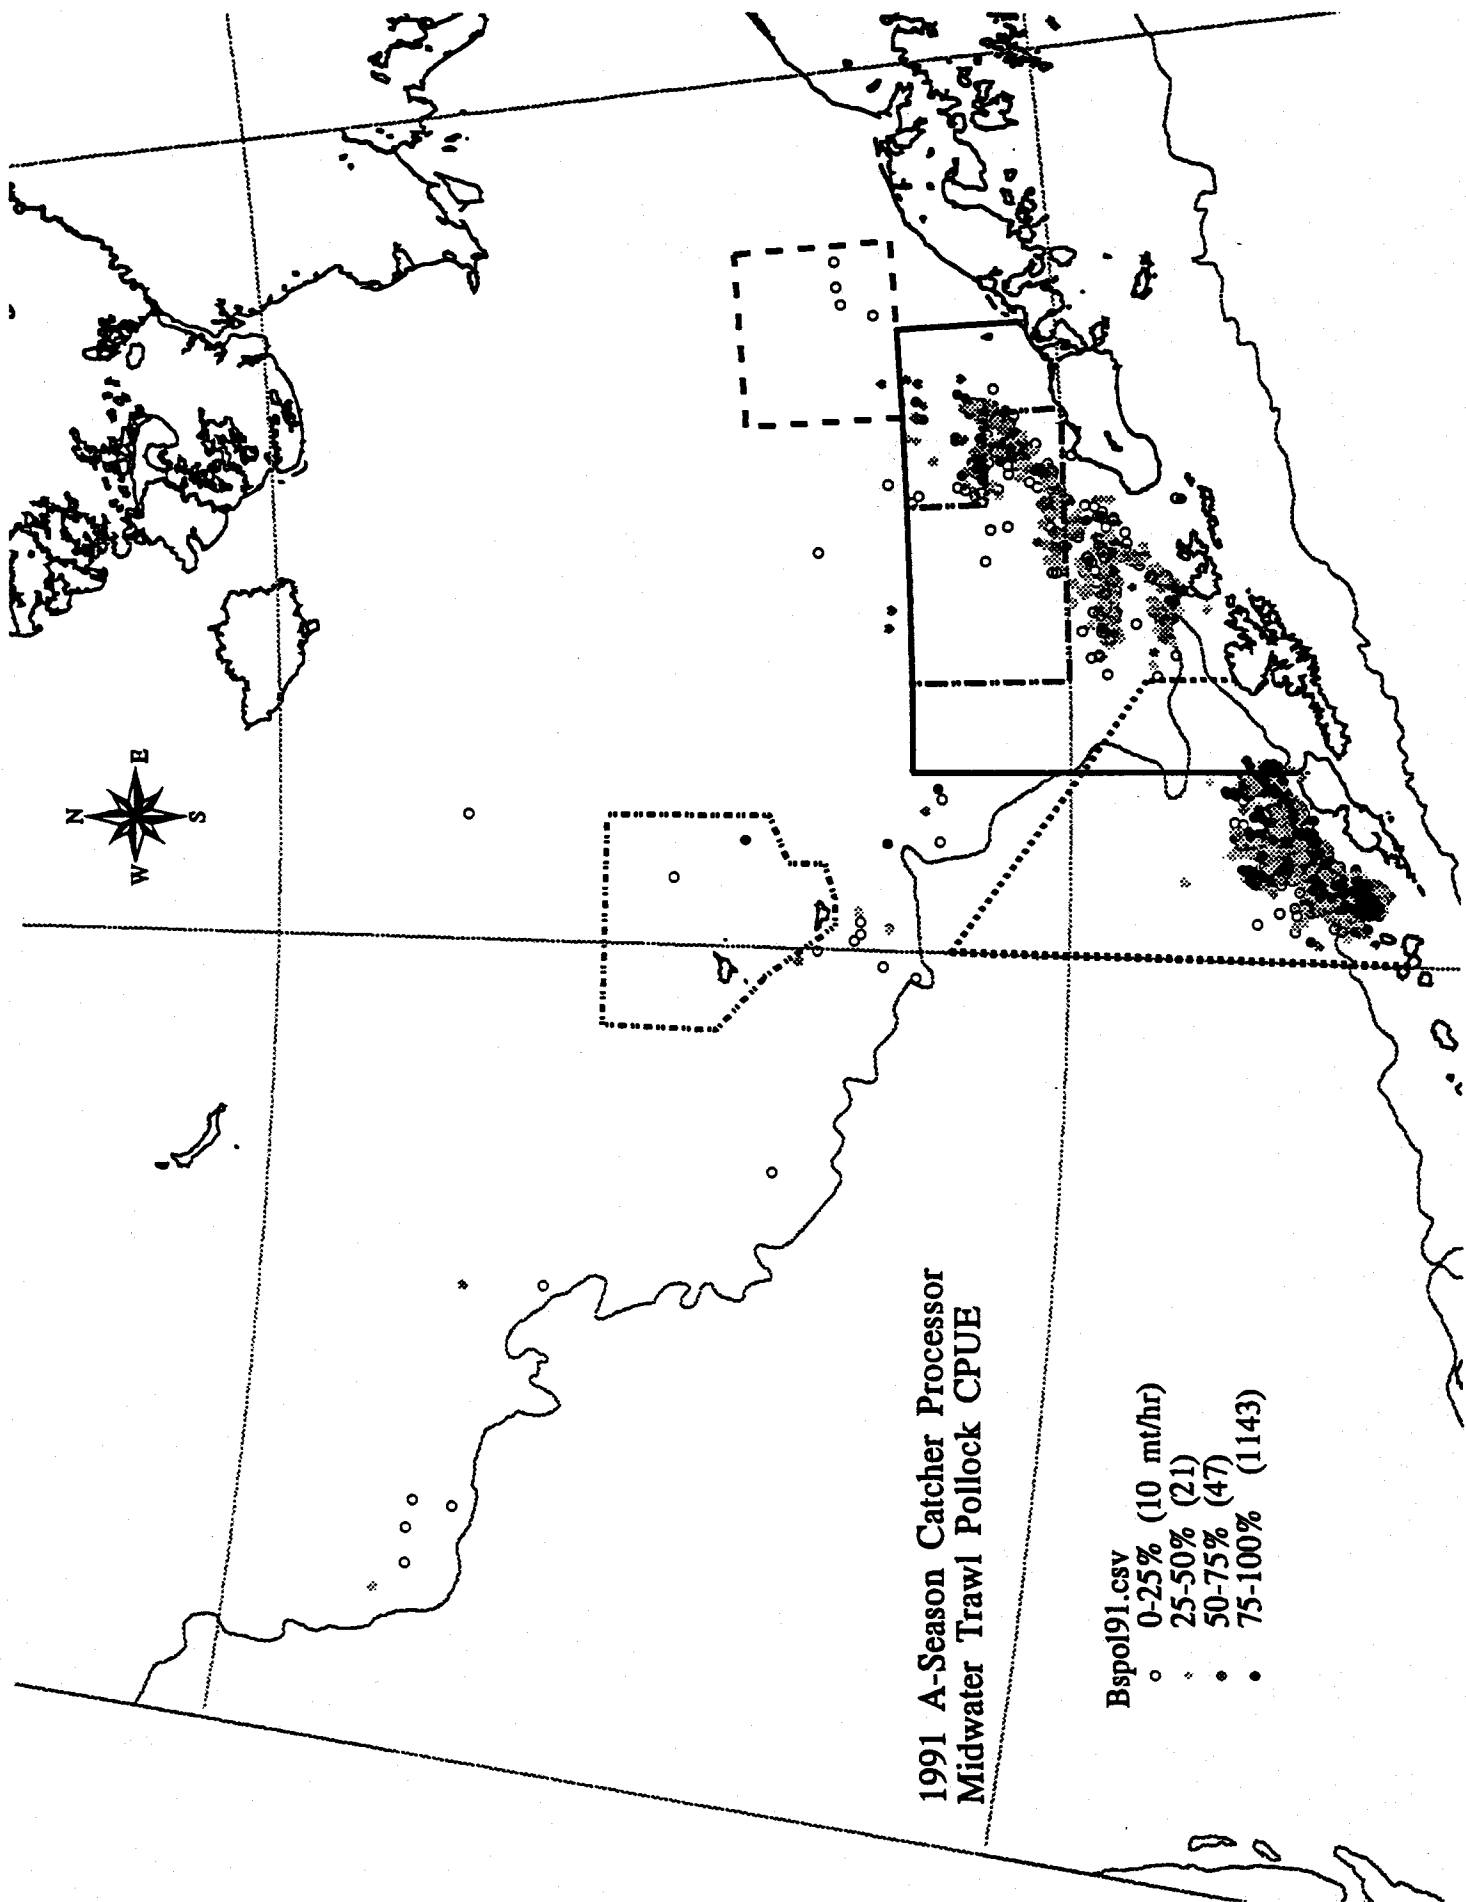 N
W E
S
1991 A-Season Catcher Processor
Midwater Trawl Pollock CPUE
Bspol91.csv
0-25% (10 mt/hr)
25-50% (21)
50-75% (47)
75-100% (1143)